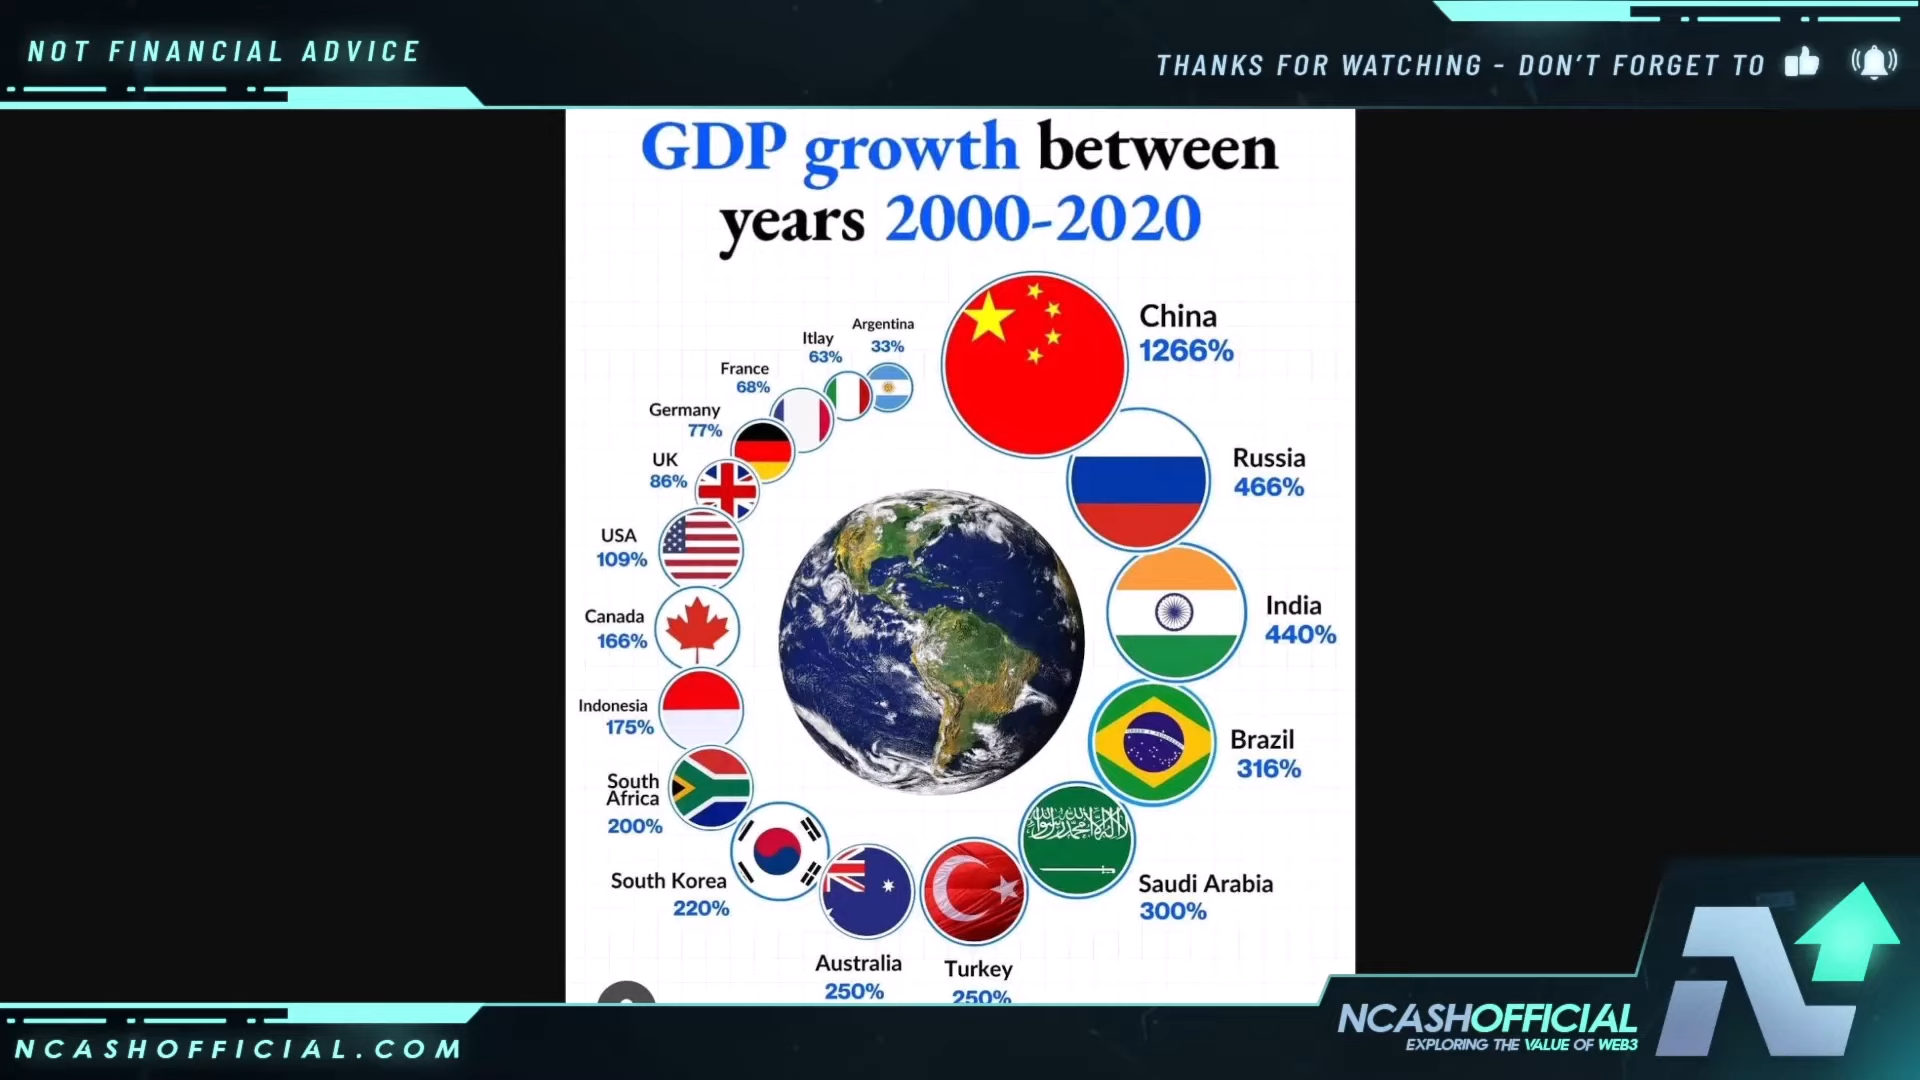 NOT FINANCIAL ADVICE
THANKS FOR WATCHING - DON'T FORGET TO
GDP growth between
years 2000-2020
China
1266%
Russia
466%
India
440%
Brazil
316%
Saudi Arabia
300%
Turkey
250%
Australia
250%
South Korea
220%
South
Africa
200%
Indonesia
175%
Canada
166%
USA
109%
UK
86%
Germany
77%
France
68%
Itlay
63%
Argentina
33%
NCASHOFFICIAL.COM
NCASHOFFICIAL
EXPLORING THE VALUE OF WEB3